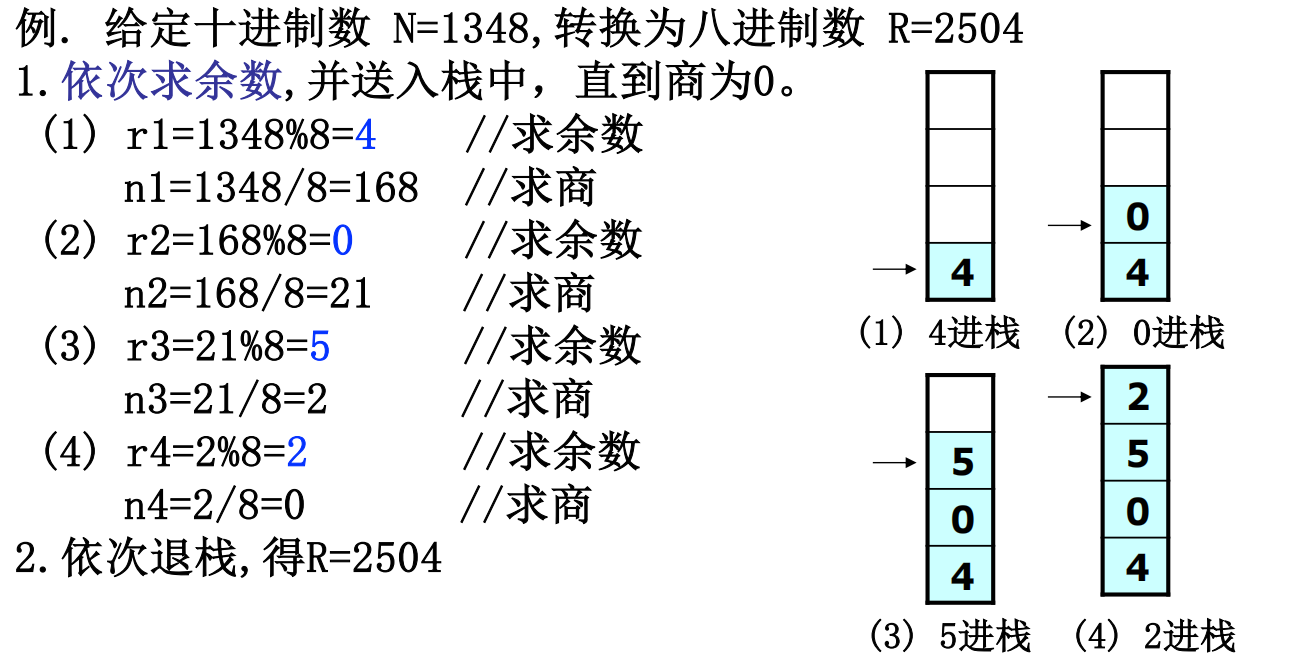 例. 给定十进制数 N=1348,转换为八进制数 R=2504
1.依次求余数,并送入栈中，直到商为0。
(1) r1=1348%8=4 //求余数
n1=1348/8=168 //求商
(2) r2=168%8=0 //求余数
n2=168/8=21 //求商
(3) r3=21%8=5 //求余数
n3=21/8=2 //求商
(4) r4=2%8=2 //求余数
n4=2/8=0 //求商
2.依次退栈,得R=2504
4
(1) 4进栈
0
4
(2) 0进栈
5
0
4
(3) 5进栈
2
5
0
4
(4) 2进栈